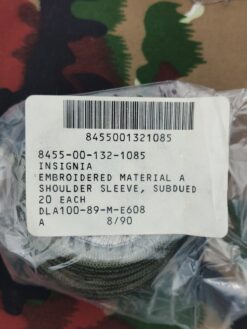 8455001321085
8455-00-132-1085
INSIGNIA
EMBROIDERED MATERIAL A
SHOULDER SLEEVE, SUBDUED
20 EACH
DLA100-89-M-E608
A 8/90